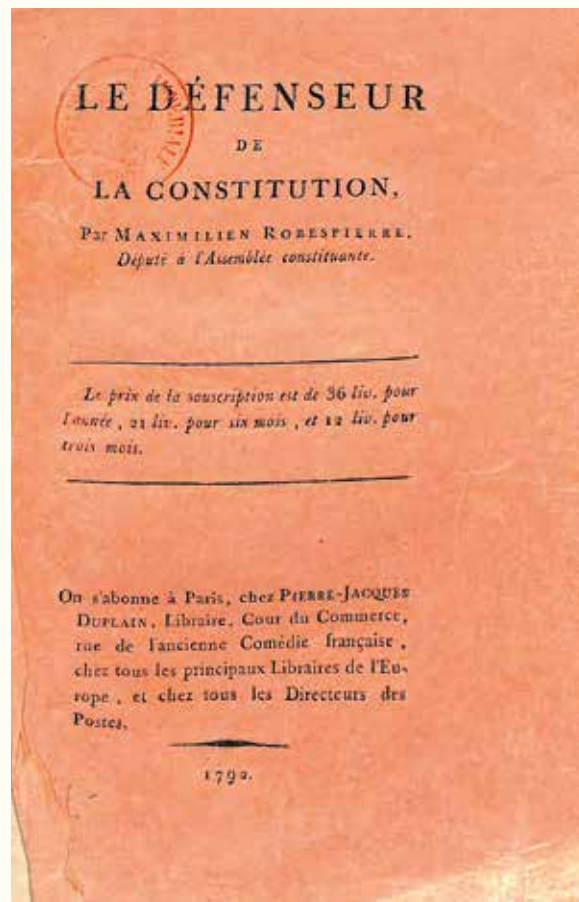 LE DÉFENSEUR
DE
LA CONSTITUTION,
Par MAXIMILIEN ROBESPIERRE,
Député à l'Assemblée constituante.
Le prix de la souscription est de 36 liv. pour
l'année, 21 liv. pour six mois, et 12 liv. pour
trois mois.
On s'abonne à Paris, chez PIERRE-JACQUES
DUPLAIN, Libraire, Cour du Commerce,
rue de l'ancienne Comédie française,
chez tous les principaux Libraires de l'Eu-
rope, et chez tous les Directeurs des
Postes.
1792.